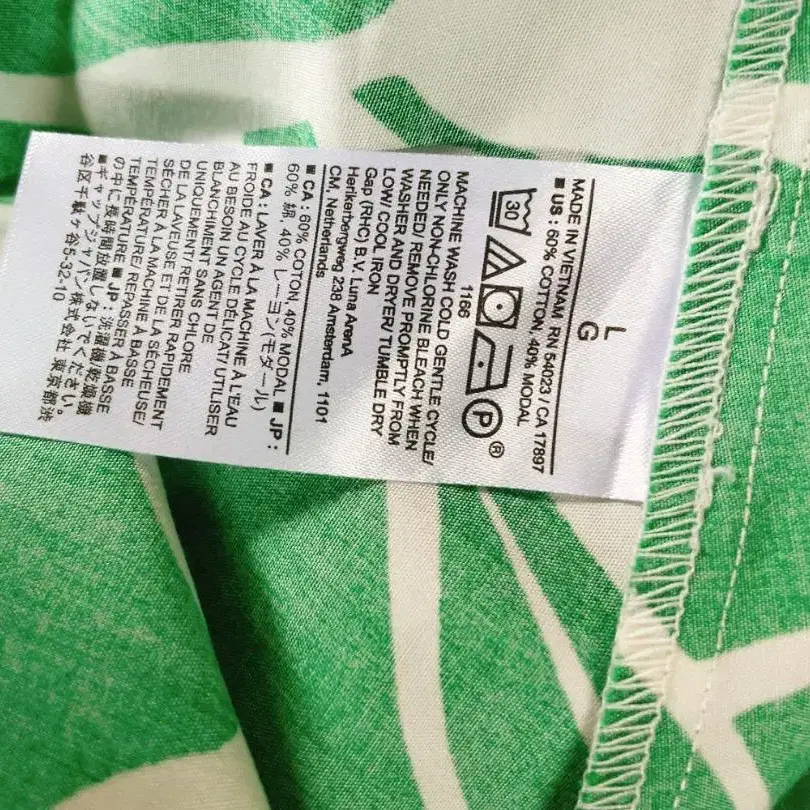 L
G
MADE IN VIETNAM RN 54023 / CA 17897
■ US : 60% COTTON, 40% MODAL
30 P ®
1166
MACHINE WASH COLD GENTLE CYCLE/
ONLY NON-CHLORINE BLEACH WHEN
NEEDED/ REMOVE PROMPTLY FROM
WASHER AND DRYER/ TUMBLE DRY
LOW/ COOL IRON
Gap (RHC) B.V. Luna ArenA
Herikerbergweg 238 Amsterdam, 1101
CM, Netherlands
■ CA : 60% COTON, 40% MODAL ■ JP :
60% 綿, 40% レーヨン(モダール)
■ CA : LAVER À LA MACHINE À L'EAU
FROIDE AU CYCLE DÉLICAT/ UTILISER
AU BESOIN UN AGENT DE
BLANCHIMENT SANS CHLORE
UNIQUEMENT/ RETIRER RAPIDEMENT
DE LA LAVEUSE ET DE LA SÉCHEUSE/
SÉCHER À LA MACHINE À BASSE
TEMPÉRATURE/ REPASSER À BASSE
TEMPÉRATURE ■ JP : 洗濯機乾燥機
の中に長時間放置しないでください。
■ギャップジャパン株式会社 東京都渋
谷区千駄ヶ谷5-32-10